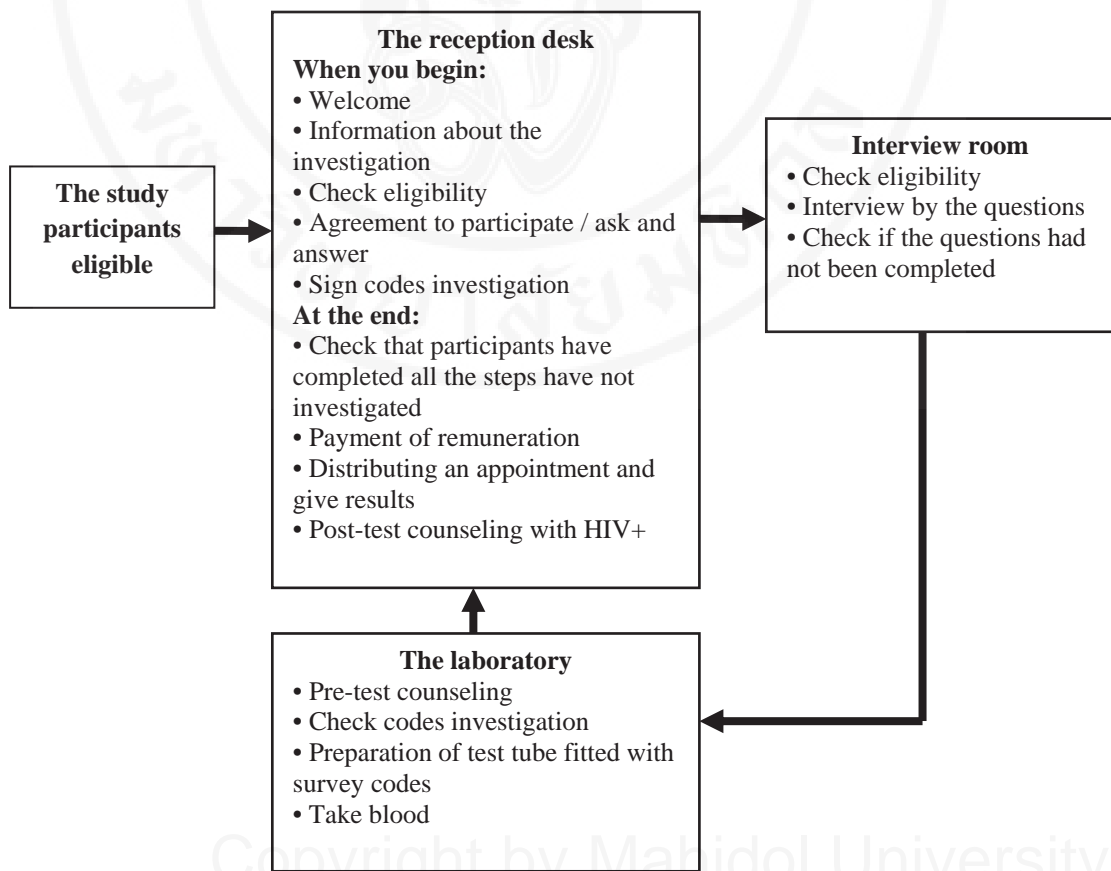 The study
participants
eligible
The reception desk
When you begin:
• Welcome
• Information about the
investigation
• Check eligibility
• Agreement to participate / ask and
answer
• Sign codes investigation
At the end:
• Check that participants have
completed all the steps have not
investigated
• Payment of remuneration
• Distributing an appointment and
give results
• Post-test counseling with HIV+
Interview room
• Check eligibility
• Interview by the questions
• Check if the questions had
not been completed
The laboratory
• Pre-test counseling
• Check codes investigation
• Preparation of test tube fitted with
survey codes
• Take blood
Copyright by Mahidol University